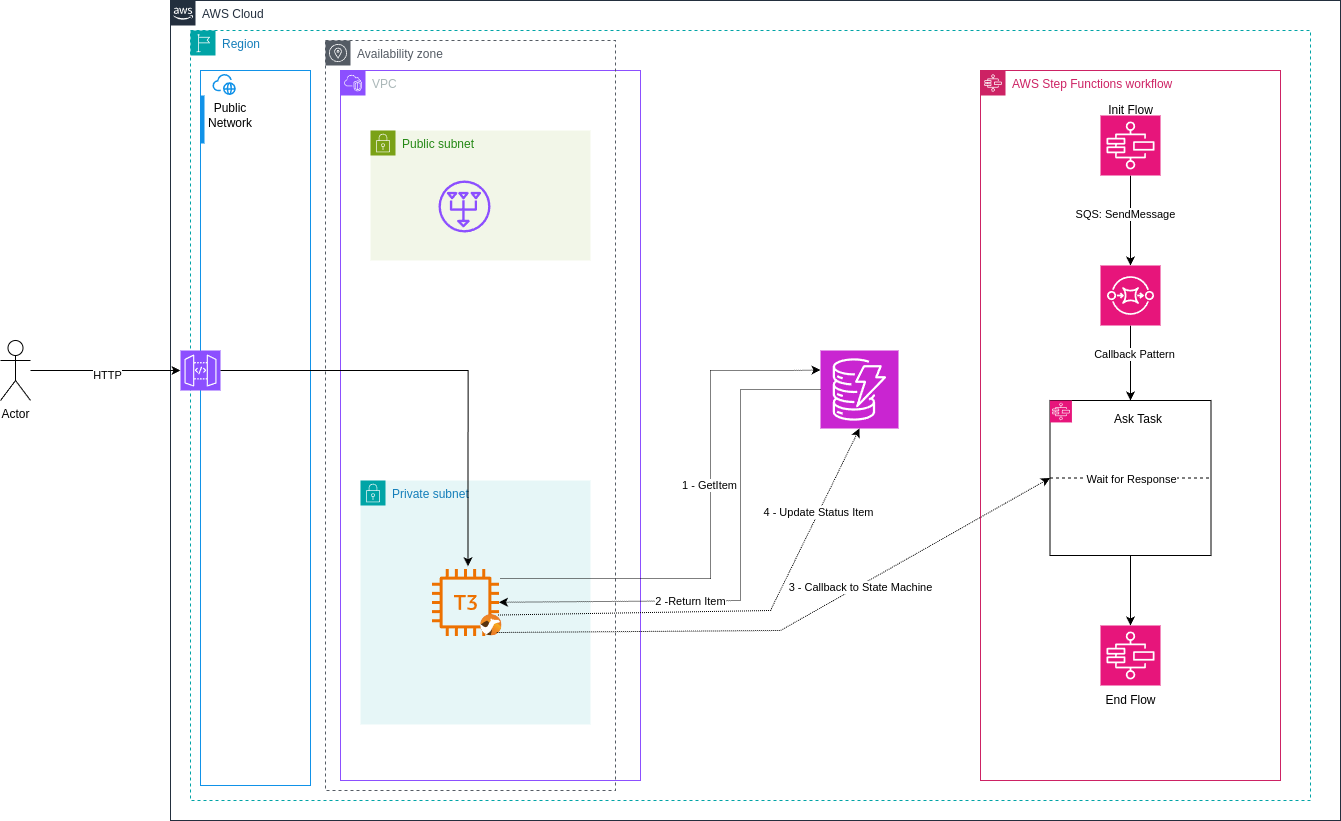 aws
AWS Cloud
Region
Availability zone
VPC
AWS Step Functions workflow
Public
Network
Public subnet
Init Flow
SQS: SendMessage
Callback Pattern
HTTP
Actor
Ask Task
Wait for Response
1 - GetItem
Private subnet
4 - Update Status Item
3 - Callback to State Machine
2 -Return Item
T3
End Flow